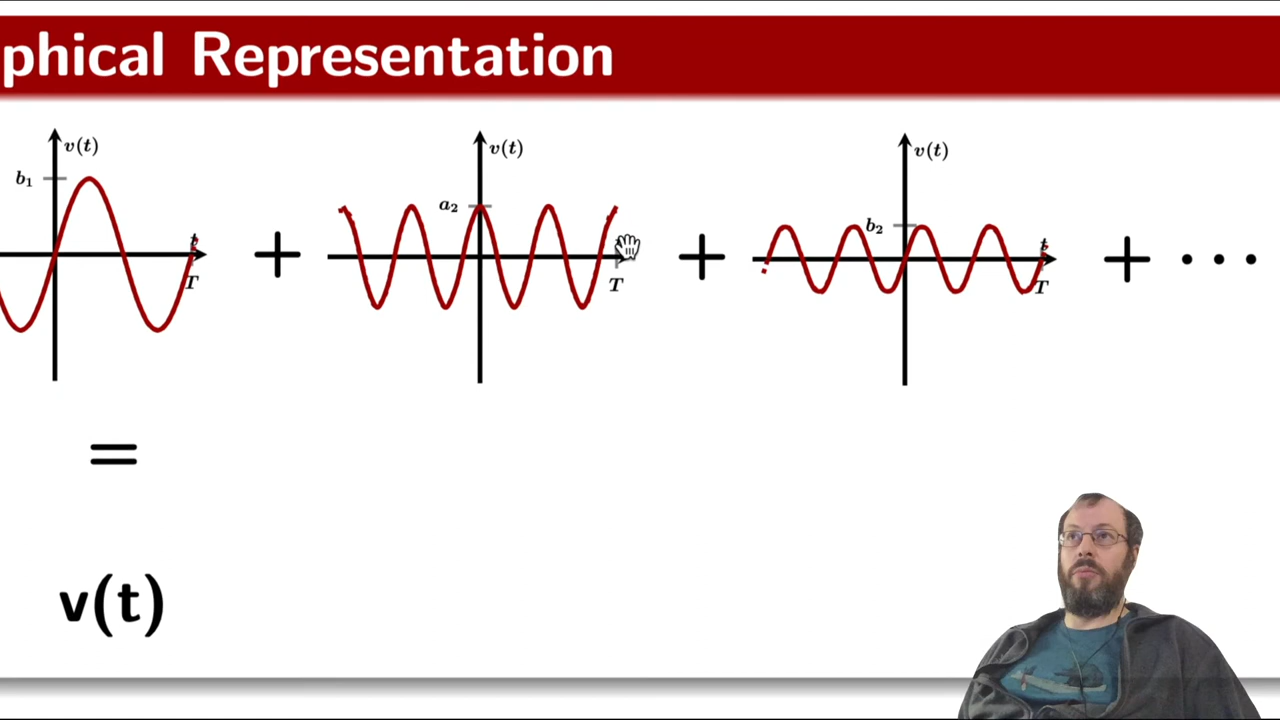 phical Representation
v(t)
b₁
t
T
+
v(t)
a₂
T
+
v(t)
b₂
t
T
+ ...
=
v(t)